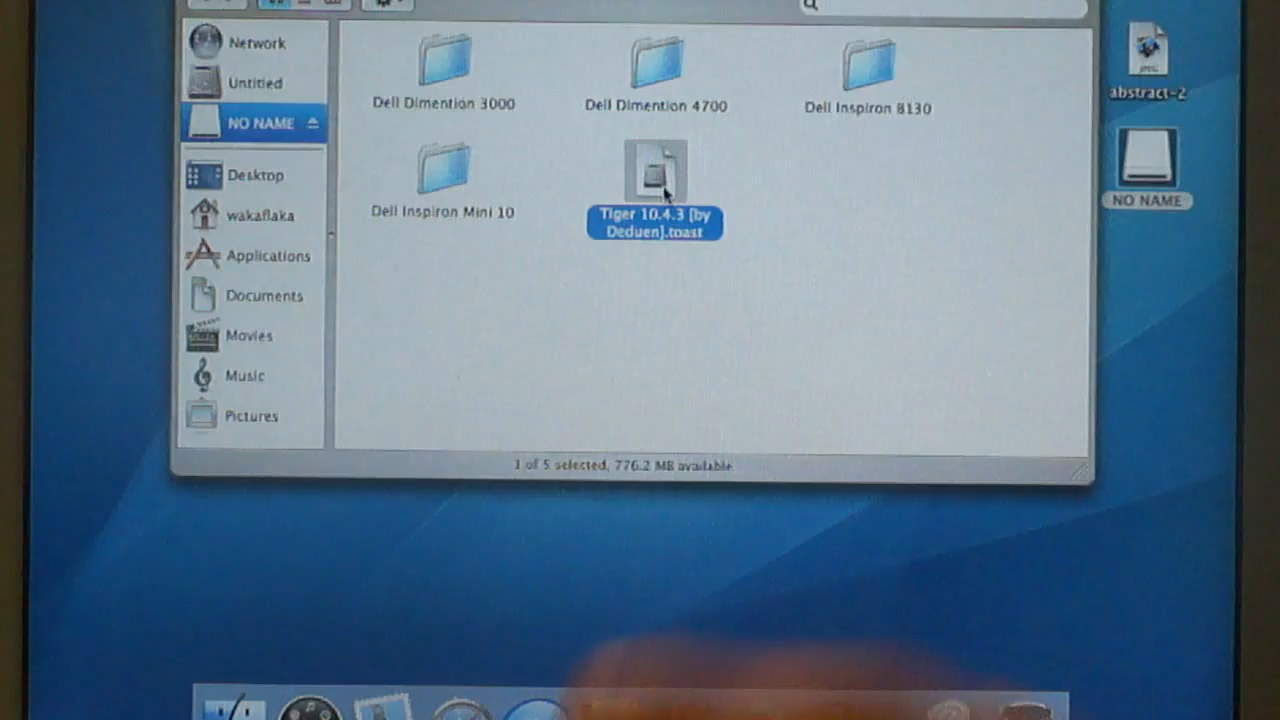 Network
Untitled
NO NAME
Desktop
wakaflaka
Applications
Documents
Movies
Music
Pictures
Dell Dimention 3000
Dell Dimention 4700
Dell Inspiron 8130
Dell Inspiron Mini 10
Tiger 10.4.3 [by
Deduen].toast
1 of 5 selected, 776.2 MB available
JPEG
abstract-2
NO NAME